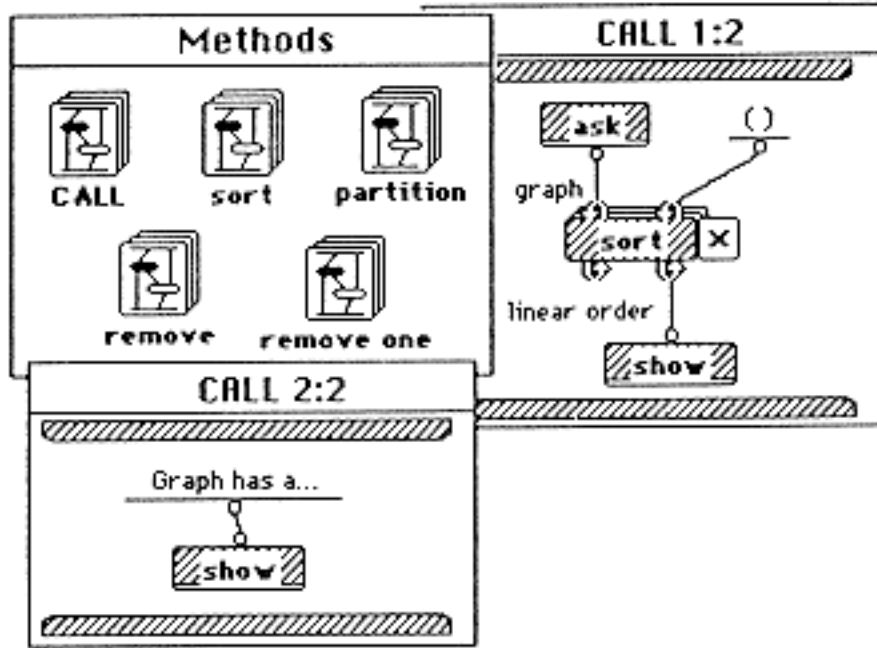 Methods
CALL
sort
partition
remove
remove one
CALL 1:2
ask
( )
graph
sort
linear order
show
CALL 2:2
Graph has a...
show